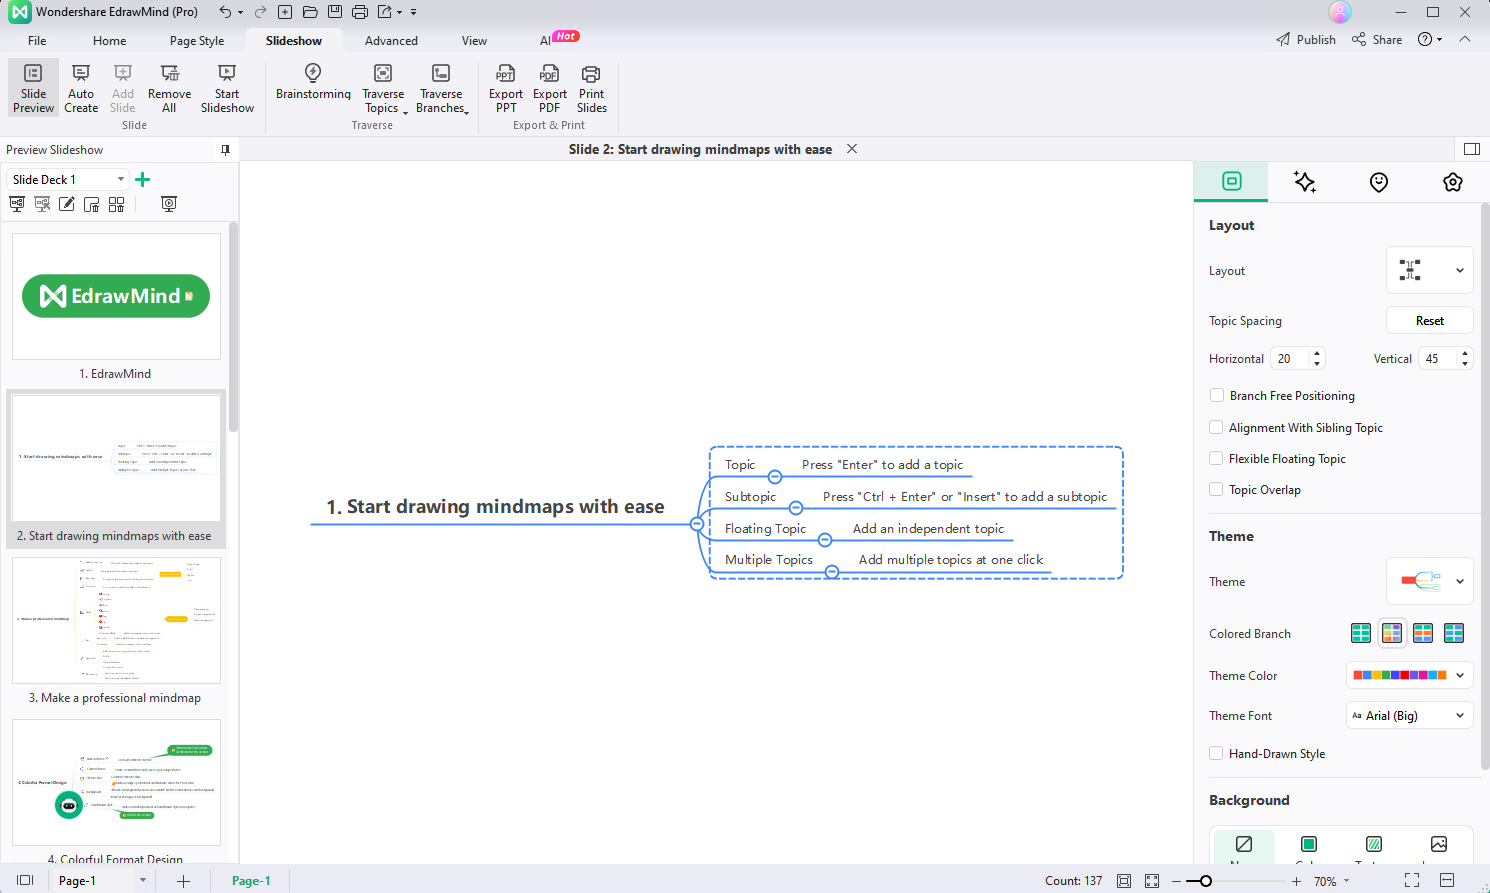 Wondershare EdrawMind (Pro)
File
Home
Page Style
Slideshow
Advanced
View
AI
Hot
Publish
Share
Slide Preview
Auto Create
Add Slide
Remove All
Start Slideshow
Slide
Brainstorming
Traverse Topics
Traverse Branches
Traverse
Export PPT
Export PDF
Print Slides
Export & Print
Preview Slideshow
Slide 2: Start drawing mindmaps with ease
Slide Deck 1
EdrawMind
1. EdrawMind
1. Start drawing mindmaps with ease
2. Start drawing mindmaps with ease
3. Make a professional mindmap
4. Colorful Format Design
1. Start drawing mindmaps with ease
Topic
Press "Enter" to add a topic
Subtopic
Press "Ctrl + Enter" or "Insert" to add a subtopic
Floating Topic
Add an independent topic
Multiple Topics
Add multiple topics at one click
Layout
Layout
Topic Spacing
Reset
Horizontal
20
Vertical
45
Branch Free Positioning
Alignment With Sibling Topic
Flexible Floating Topic
Topic Overlap
Theme
Theme
Colored Branch
Theme Color
Theme Font
Aa Arial (Big)
Hand-Drawn Style
Background
Page-1
Page-1
Count: 137
70%